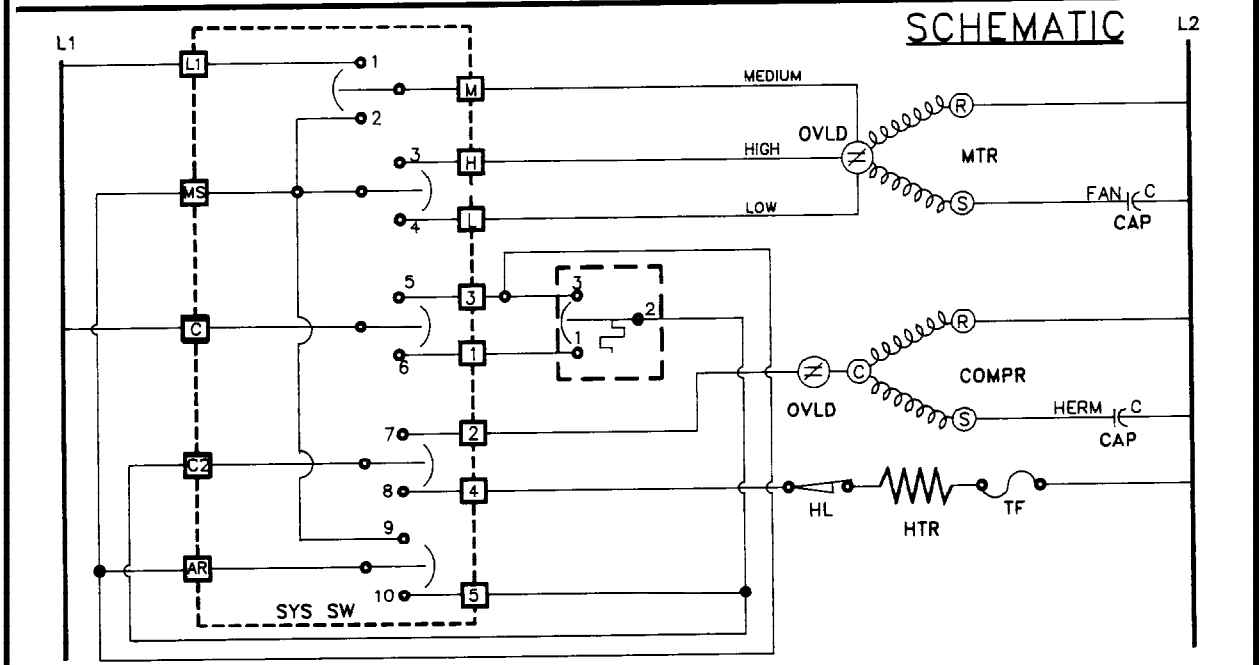 SCHEMATIC
L1
L2
L1
1
M
MEDIUM
2
R
OVLD
MTR
3
H
HIGH
MS
4
L
LOW
S
FAN
C
CAP
5
3
3
2
C
6
1
1
R
COMPR
C
OVLD
HERM
C
CAP
S
7
2
C2
8
4
HL
HTR
TF
9
AR
10
5
SYS SW